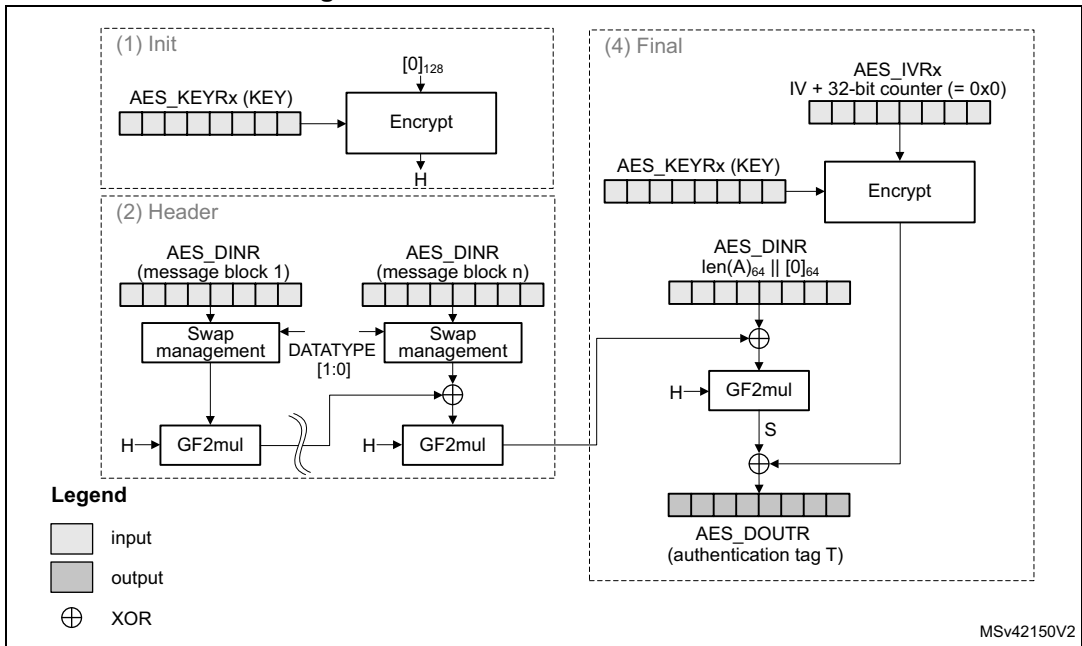 (1) Init
[0]128
AES_KEYRx (KEY)
Encrypt
H
(2) Header
AES_DINR
(message block 1)
AES_DINR
(message block n)
Swap
management
DATATYPE
[1:0]
Swap
management
H
GF2mul
H
GF2mul
(4) Final
AES_IVRx
IV + 32-bit counter (= 0x0)
AES_KEYRx (KEY)
Encrypt
AES_DINR
len(A)64 || [0]64
H
GF2mul
S
AES_DOUTR
(authentication tag T)
Legend
input
output
XOR
MSv42150V2